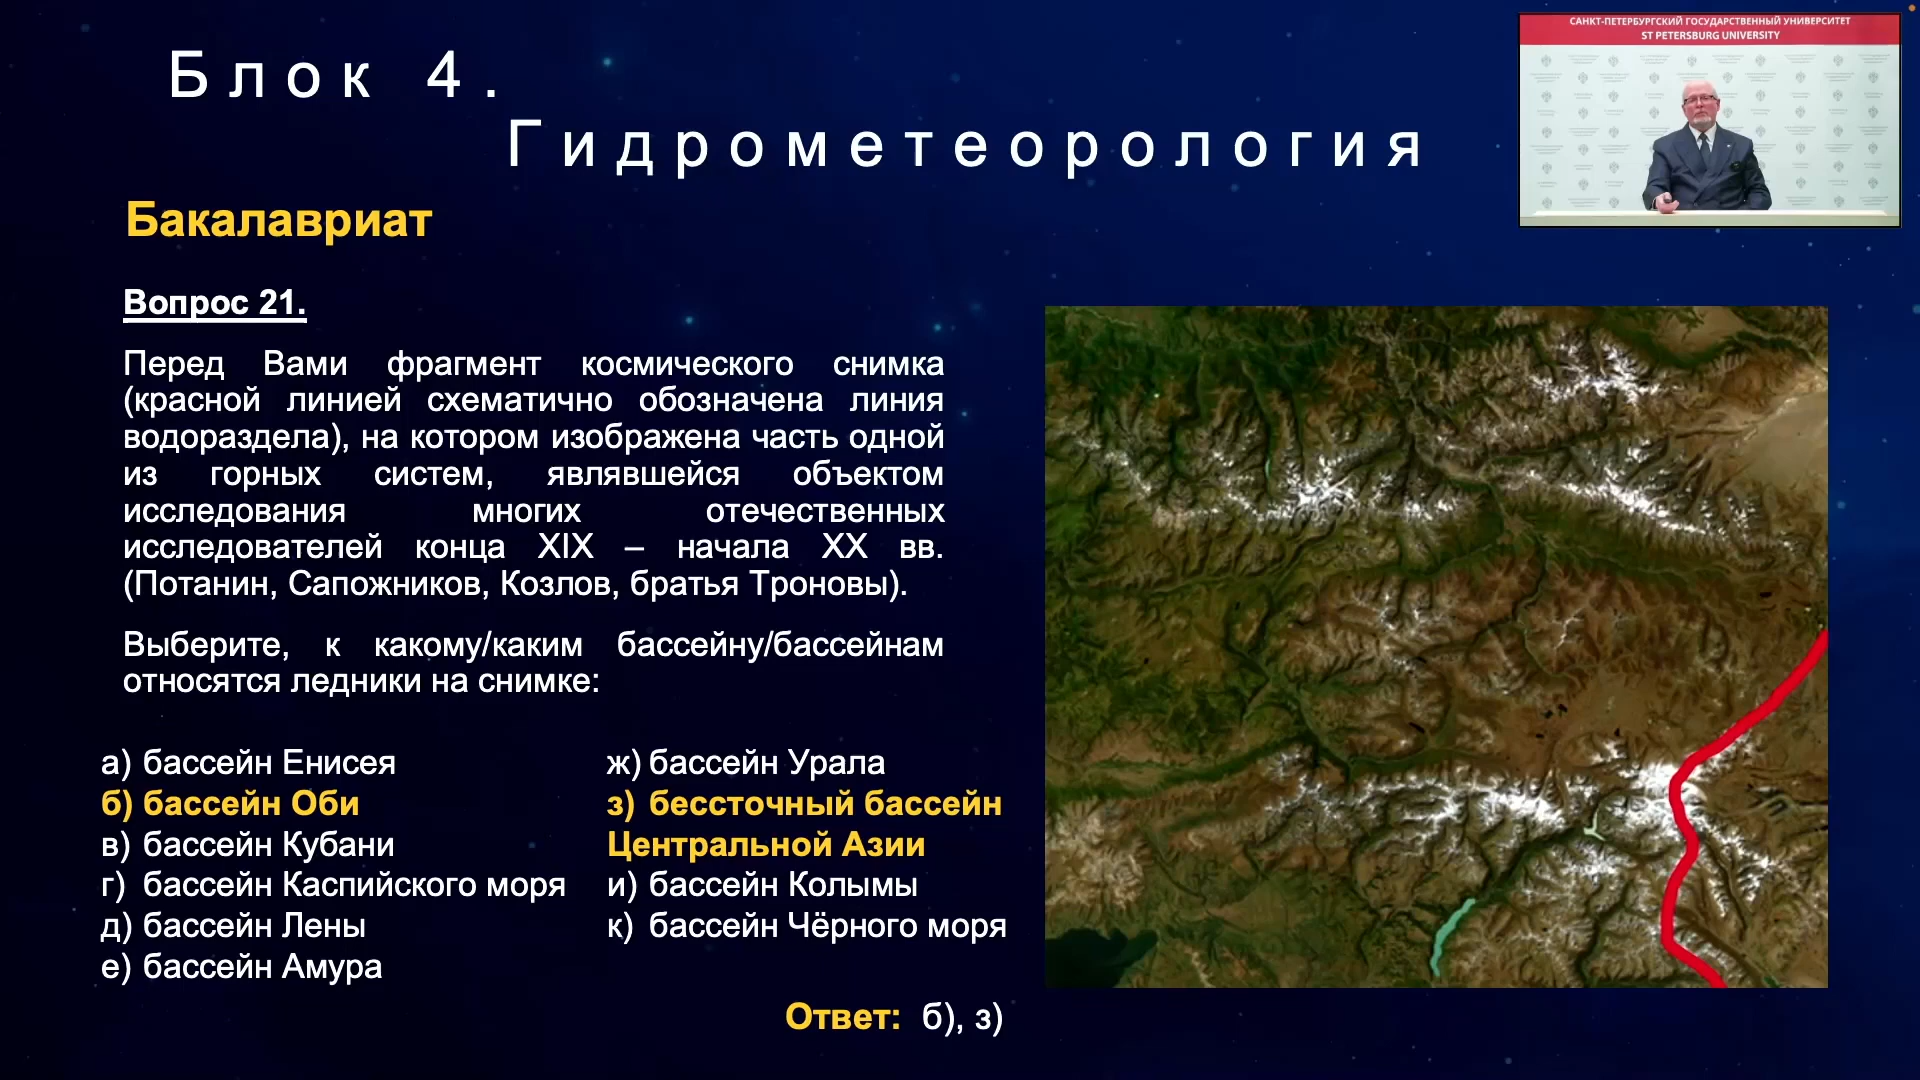 САНКТ-ПЕТЕРБУРГСКИЙ ГОСУДАРСТВЕННЫЙ УНИВЕРСИТЕТ
ST PETERSBURG UNIVERSITY
Блок 4.
Гидрометеорология
Бакалавриат
Вопрос 21.
Перед Вами фрагмент космического снимка
(красной линией схематично обозначена линия
водораздела), на котором изображена часть одной
из горных систем, являвшейся объектом
исследования многих отечественных
исследователей конца XIX – начала XX вв.
(Потанин, Сапожников, Козлов, братья Троновы).
Выберите, к какому/каким бассейну/бассейнам
относятся ледники на снимке:
а) бассейн Енисея
б) бассейн Оби
в) бассейн Кубани
г) бассейн Каспийского моря
д) бассейн Лены
е) бассейн Амура
ж) бассейн Урала
з) бессточный бассейн
Центральной Азии
и) бассейн Колымы
к) бассейн Чёрного моря
Ответ: б), з)